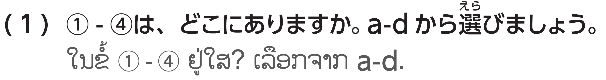 (1) ①-④は、どこにありますか。a-d から選びましょう。
ໃນຂໍ້ ①-④ ຢູ່ໃສ? ເລືອກຈາກ a-d.